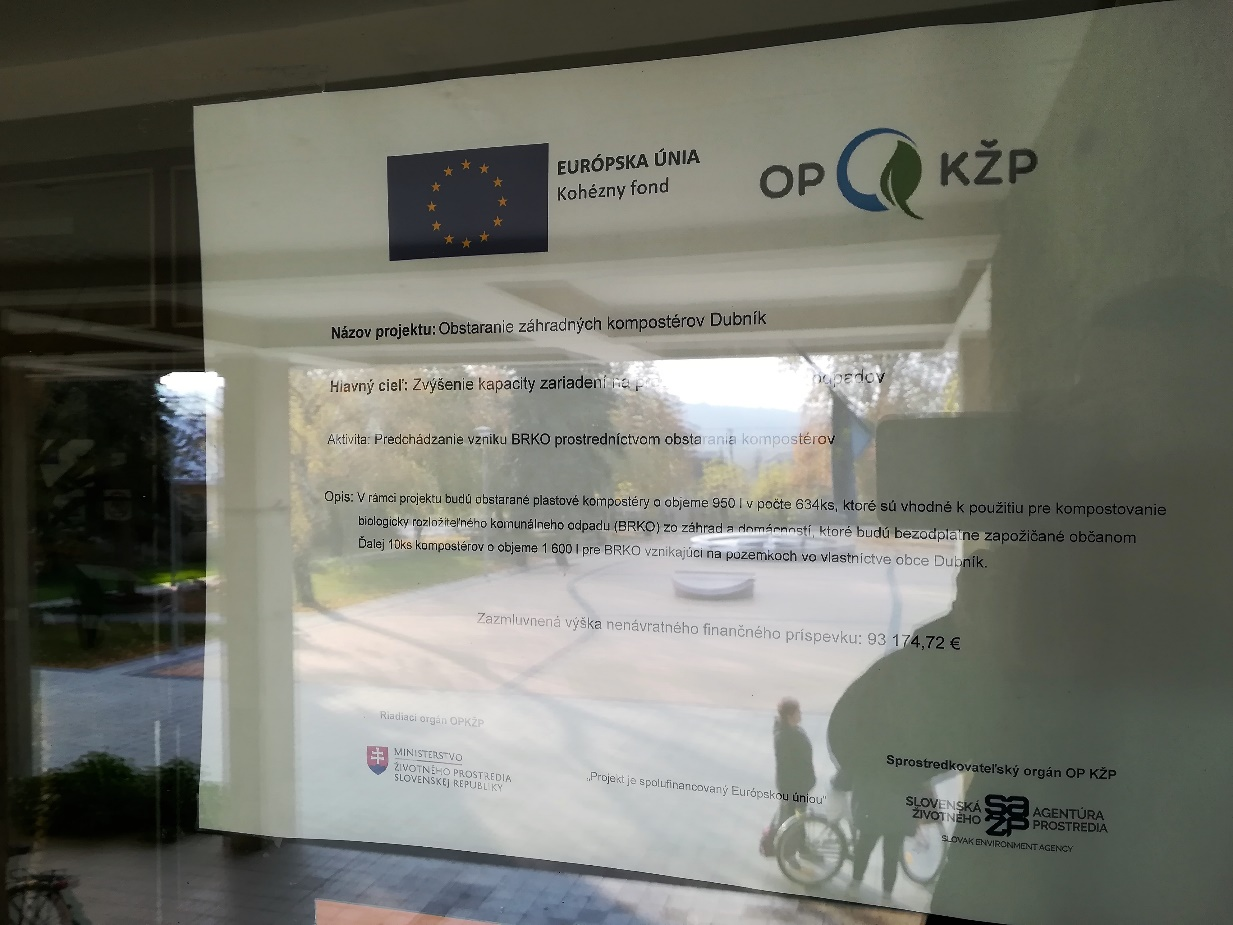 EURÓPSKA ÚNIA
Kohézny fond
OP KŽP
Názov projektu: Obstaranie záhradných kompostérov Dubník
Hlavný cieľ: Zvýšenie kapacity zariadení na odpadov
Aktivita: Predchádzanie vzniku BRKO prostredníctvom obstarania kompostérov
Opis: V rámci projektu budú obstarané plastové kompostéry o objeme 950 l v počte 634ks, ktoré sú vhodné k použitiu pre kompostovanie
biologicky rozložiteľného komunálneho odpadu (BRKO) zo záhrad a domácností, ktoré budú bezodplatne zapožičané občanom
Ďalej 10ks kompostérov o objeme 1 600 l pre BRKO vznikajúci na pozemkoch vo vlastníctve obce Dubník.
Zazmluvnená výška nenávratného finančného príspevku: 93 174,72 €
Riadiaci orgán OPKŽP
MINISTERSTVO
ŽIVOTNÉHO PROSTREDIA
SLOVENSKEJ REPUBLIKY
„Projekt je spolufinancovaný Európskou úniou"
Sprostredkovateľský orgán OP KŽP
SLOVENSKÁ AGENTÚRA
ŽIVOTNÉHO PROSTREDIA
sažp
SLOVAK ENVIRONMENT AGENCY